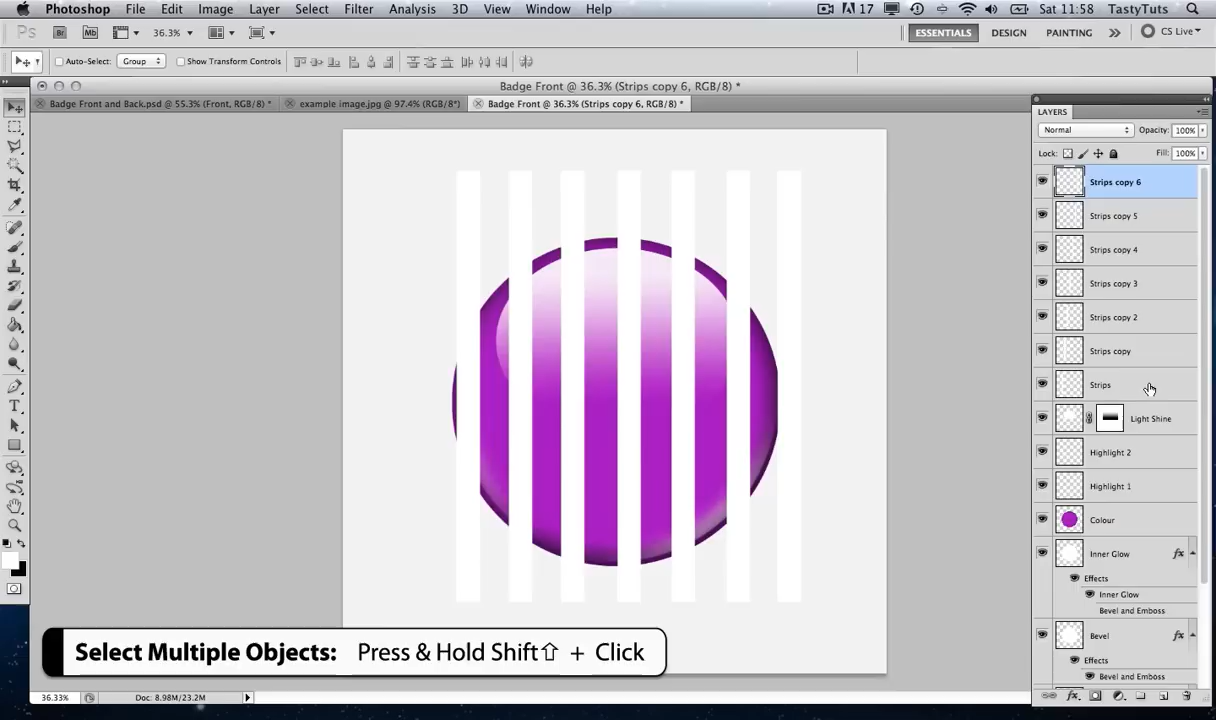 Photoshop File Edit Image Layer Select Filter Analysis 3D View Window Help 17 Sat 11:58 TastyTuts
Ps Br Mb 36.3% ESSENTIALS DESIGN PAINTING CS Live
Auto-Select: Group Show Transform Controls
Badge Front @ 36.3% (Strips copy 6, RGB/8) *
Badge Front and Back.psd @ 55.3% (Front, RGB/8) * example image.jpg @ 97.4% (RGB/8*) Badge Front @ 36.3% (Strips copy 6, RGB/8) *
LAYERS
Normal Opacity: 100%
Lock: Fill: 100%
Strips copy 6
Strips copy 5
Strips copy 4
Strips copy 3
Strips copy 2
Strips copy
Strips
Light Shine
Highlight 2
Highlight 1
Colour
Inner Glow fx
Effects
Inner Glow
Bevel and Emboss
Bevel fx
Effects
Bevel and Emboss
Select Multiple Objects: Press & Hold Shift⇧ + Click
36.33% Doc: 8.98M/23.2M